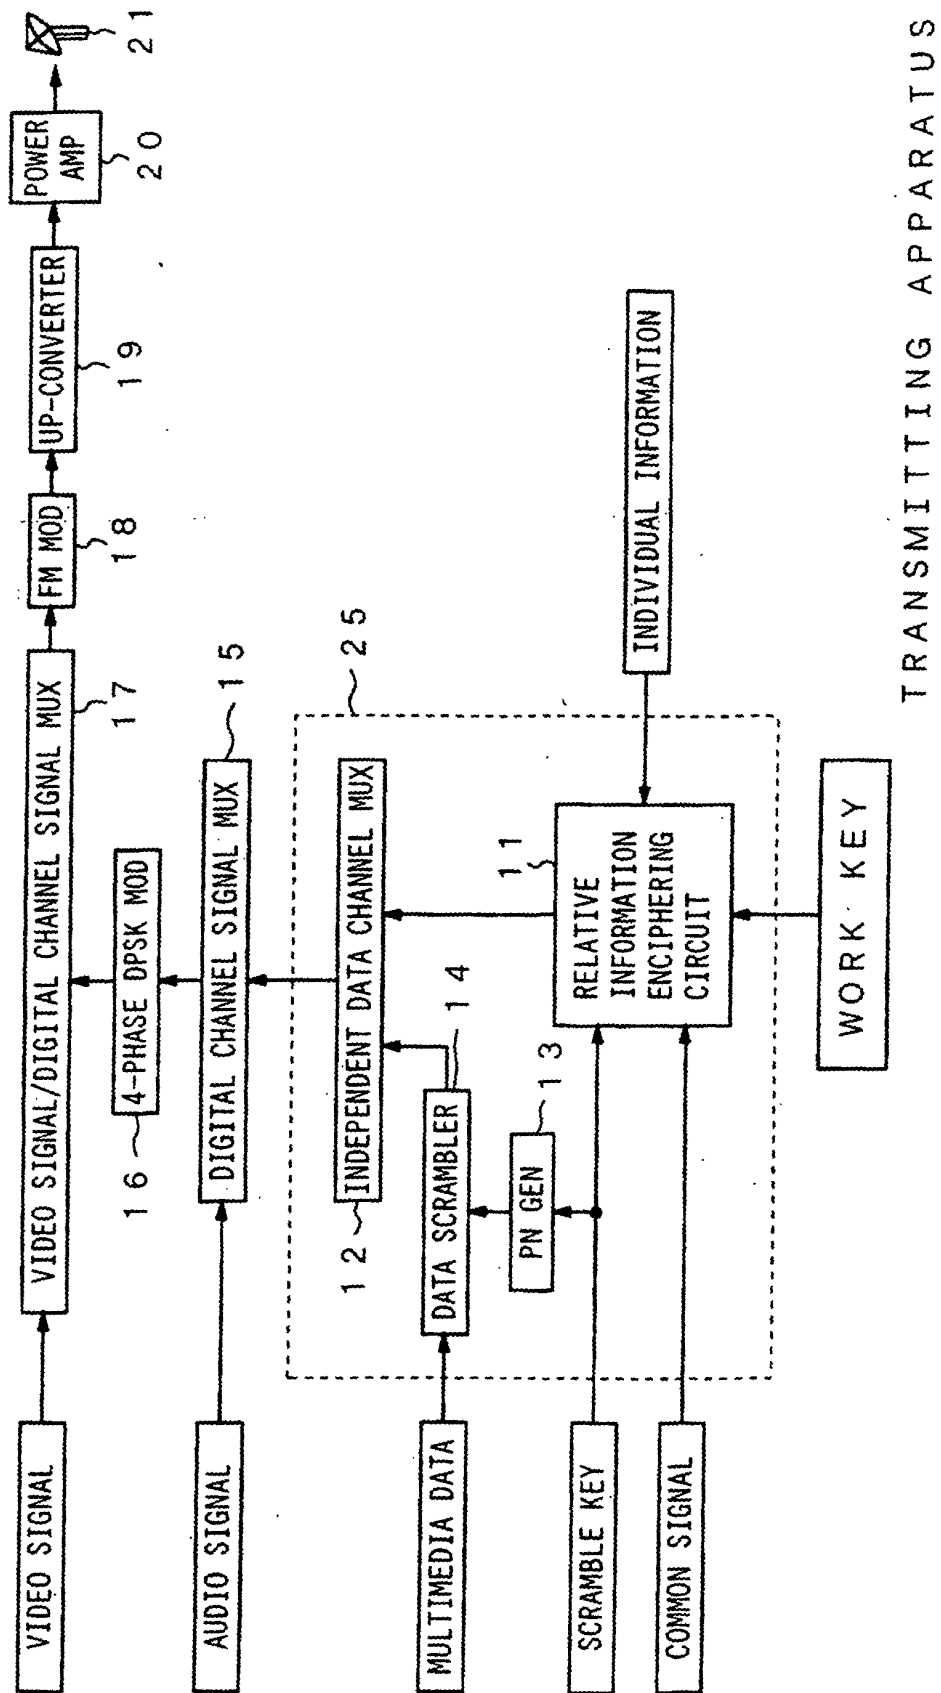 VIDEO SIGNAL
VIDEO SIGNAL/DIGITAL CHANNEL SIGNAL MUX
17
FM MOD
18
UP-CONVERTER
19
POWER
AMP
20
21
4-PHASE DPSK MOD
16
AUDIO SIGNAL
DIGITAL CHANNEL SIGNAL MUX
15
25
INDEPENDENT DATA CHANNEL MUX
12
MULTIMEDIA DATA
DATA SCRAMBLER
14
PN GEN
13
11
RELATIVE
INFORMATION
ENCIPHERING
CIRCUIT
INDIVIDUAL INFORMATION
SCRAMBLE KEY
COMMON SIGNAL
WORK KEY
TRANSMITTING APPARATUS